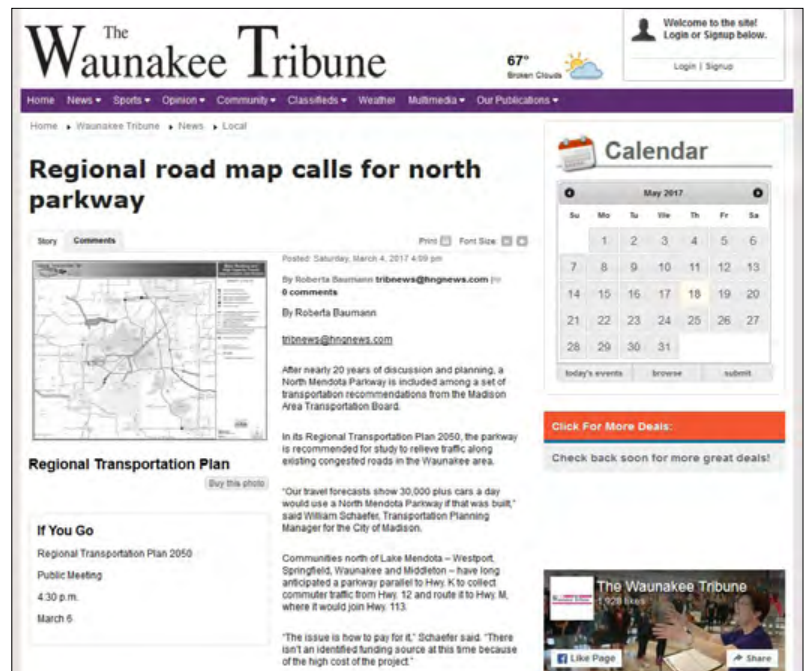 The
Waunakee Tribune
67°
Broken Clouds
Welcome to the site!
Login or Signup below.
Login | Signup
Home News Sports Opinion Community Classifieds Weather Multimedia Our Publications
Home Waunakee Tribune News Local
Regional road map calls for north
parkway
Story Comments
Print Font Size:
Posted: Saturday, March 4, 2017 4:09 pm
By Roberta Baumann tribnews@hngnews.com |
0 comments
By Roberta Baumann
tribnews@hngnews.com
After nearly 20 years of discussion and planning, a
North Mendota Parkway is included among a set of
transportation recommendations from the Madison
Area Transportation Board.
In its Regional Transportation Plan 2050, the parkway
is recommended for study to relieve traffic along
existing congested roads in the Waunakee area.
“Our travel forecasts show 30,000 plus cars a day
would use a North Mendota Parkway if that was built,”
said William Schaefer, Transportation Planning
Manager for the City of Madison.
Communities north of Lake Mendota – Westport,
Springfield, Waunakee and Middleton – have long
anticipated a parkway parallel to Hwy. K to collect
commuter traffic from Hwy. 12 and route it to Hwy. M,
where it would join Hwy. 113.
“The issue is how to pay for it,” Schaefer said. “There
isn’t an identified funding source at this time because
of the high cost of the project.”
Regional Transportation Plan
Buy this photo
If You Go
Regional Transportation Plan 2050
Public Meeting
4:30 p.m.
March 6
Calendar
May 2017
Su Mo Tu We Th Fr Sa
1 2 3 4 5 6
7 8 9 10 11 12 13
14 15 16 17 18 19 20
21 22 23 24 25 26 27
28 29 30 31
today's events browse submit
Click For More Deals:
Check back soon for more great deals!
The Waunakee Tribune
1,928 likes
Like Page
Share